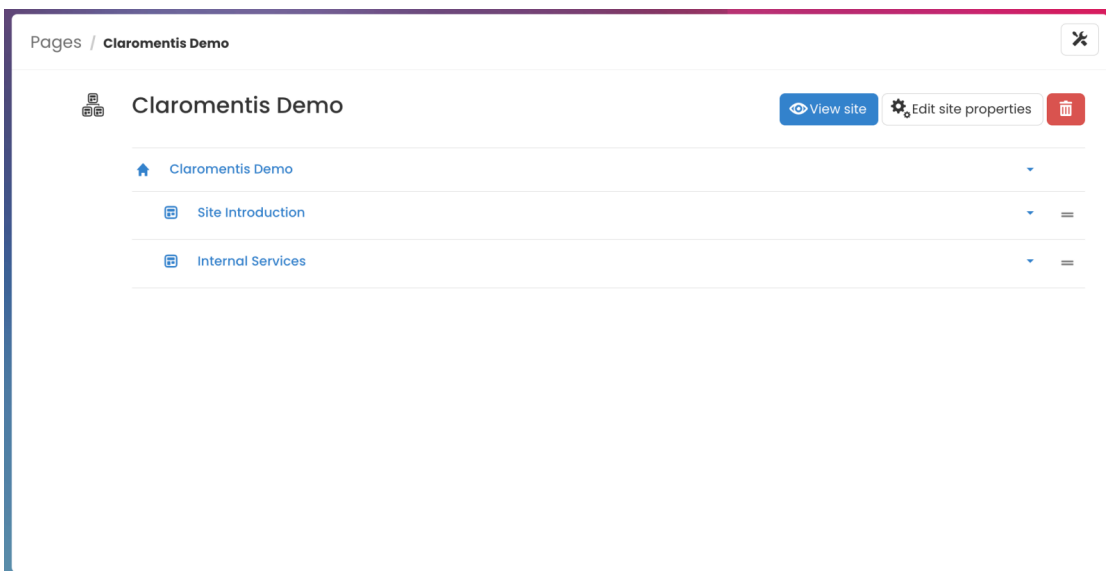 Pages / Claromentis Demo
Claromentis Demo
View site Edit site properties
Claromentis Demo
Site Introduction
Internal Services